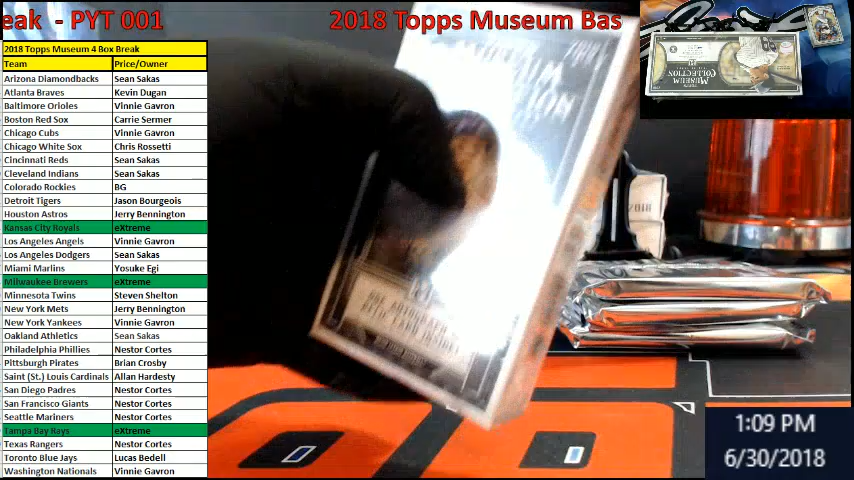 eak - PYT 001
2018 Topps Museum Bas
2018 Topps Museum 4 Box Break
Team Price/Owner
Arizona Diamondbacks Sean Sakas
Atlanta Braves Kevin Dugan
Baltimore Orioles Vinnie Gavron
Boston Red Sox Carrie Sermer
Chicago Cubs Vinnie Gavron
Chicago White Sox Chris Rossetti
Cincinnati Reds Sean Sakas
Cleveland Indians Sean Sakas
Colorado Rockies BG
Detroit Tigers Jason Bourgeois
Houston Astros Jerry Bennington
Kansas City Royals eXtreme
Los Angeles Angels Vinnie Gavron
Los Angeles Dodgers Sean Sakas
Miami Marlins Yosuke Egi
Milwaukee Brewers eXtreme
Minnesota Twins Steven Shelton
New York Mets Jerry Bennington
New York Yankees Vinnie Gavron
Oakland Athletics Sean Sakas
Philadelphia Phillies Nestor Cortes
Pittsburgh Pirates Brian Crosby
Saint (St.) Louis Cardinals Allan Hardesty
San Diego Padres Nestor Cortes
San Francisco Giants Nestor Cortes
Seattle Mariners Nestor Cortes
Tampa Bay Rays eXtreme
Texas Rangers Nestor Cortes
Toronto Blue Jays Lucas Bedell
Washington Nationals Vinnie Gavron
MUSEUM
COLLECTION
2018
1:09 PM
6/30/2018